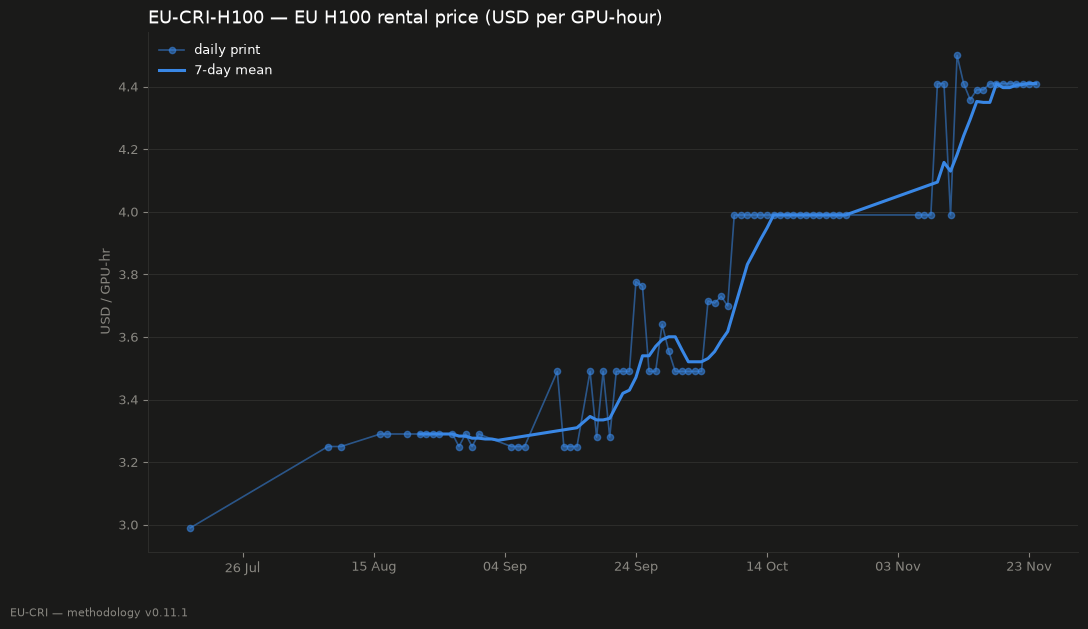 EU-CRI-H100 — EU H100 rental price (USD per GPU-hour)
daily print
7-day mean
USD / GPU-hr
4.4
4.2
4.0
3.8
3.6
3.4
3.2
3.0
26 Jul
15 Aug
04 Sep
24 Sep
14 Oct
03 Nov
23 Nov
EU-CRI — methodology v0.11.1